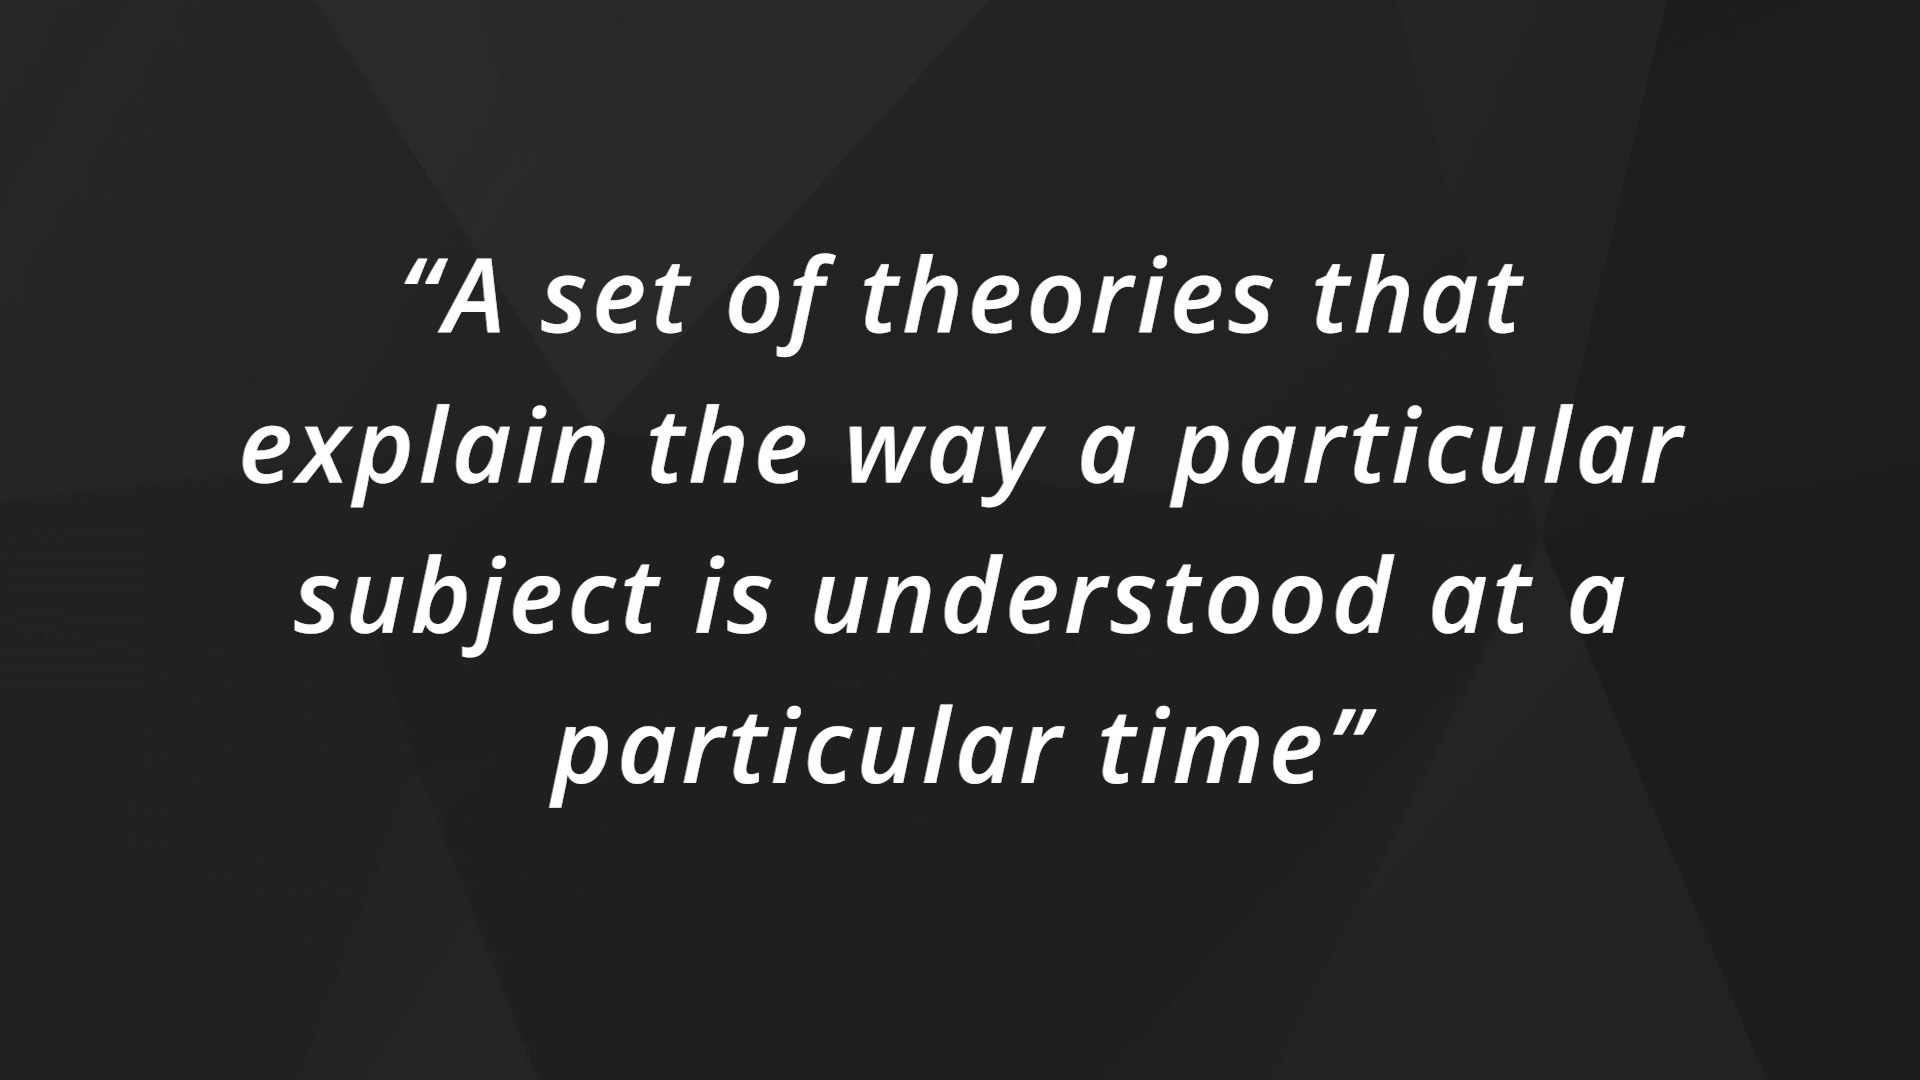 “A set of theories that
explain the way a particular
subject is understood at a
particular time”